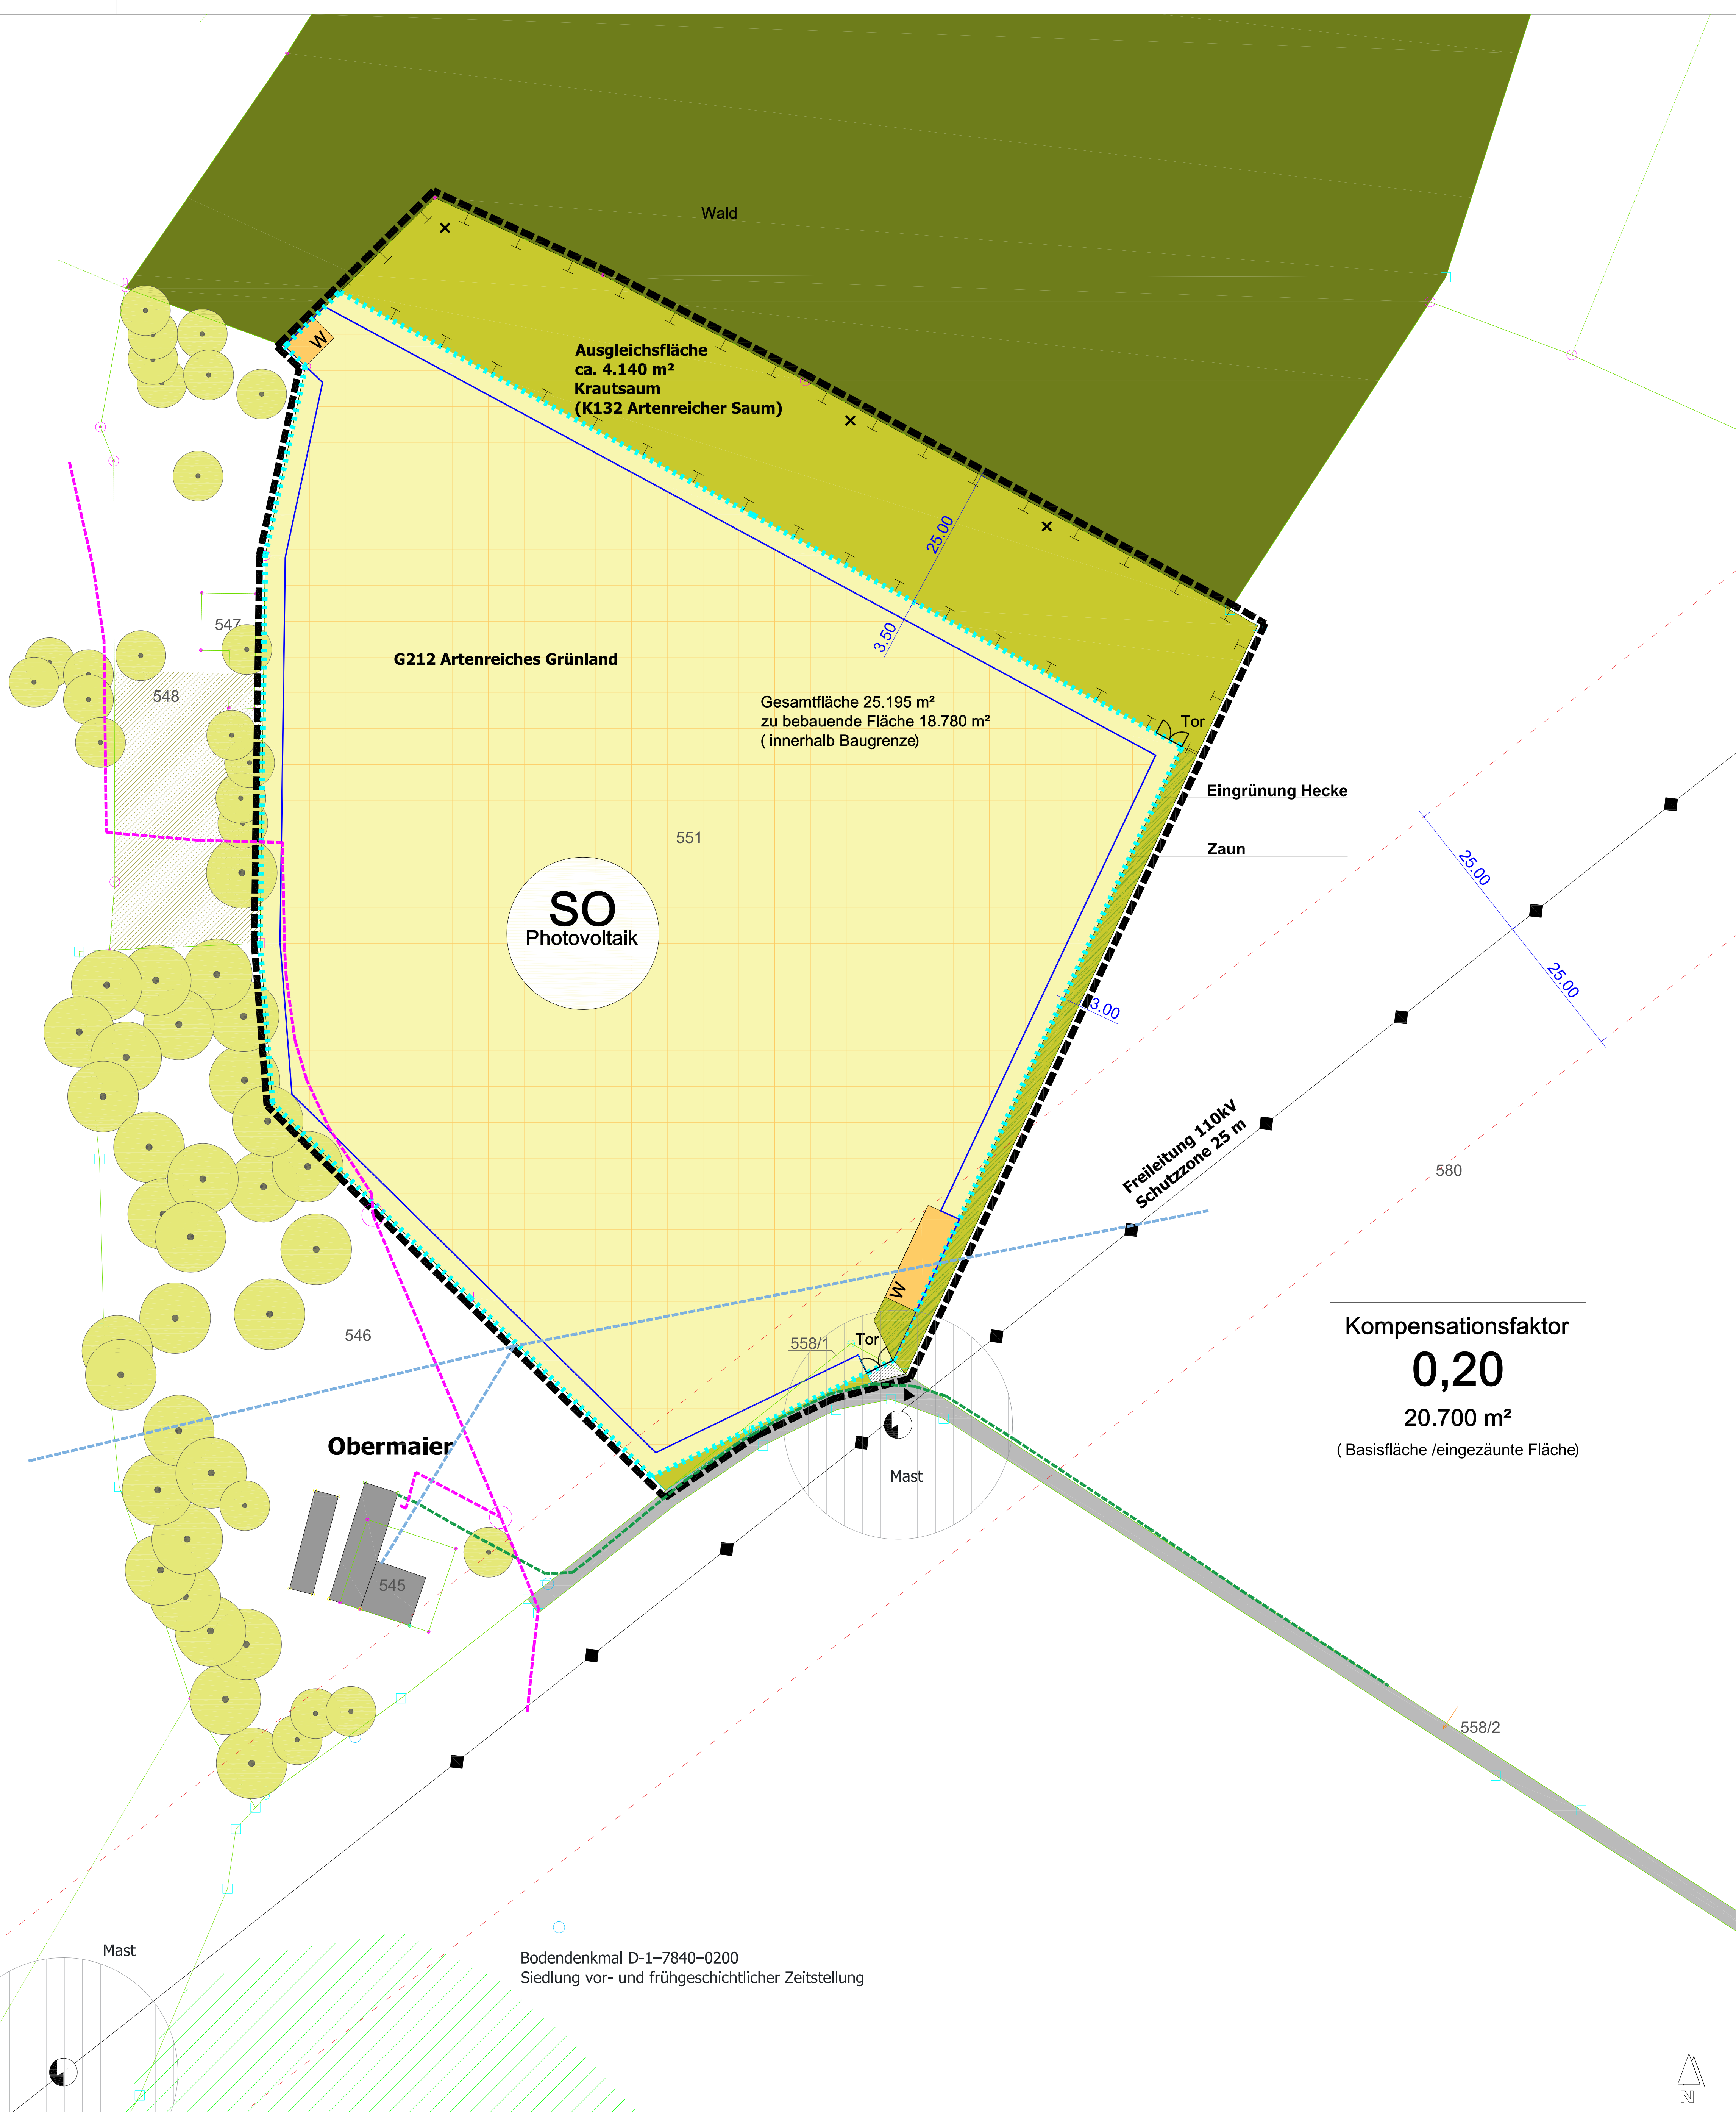 Wald
W
Ausgleichsfläche
ca. 4.140 m²
Krautsaum
(K132 Artenreicher Saum)
25.00
3.50
547
548
G212 Artenreiches Grünland
Gesamtfläche 25.195 m²
zu bebauende Fläche 18.780 m²
( innerhalb Baugrenze)
Tor
Eingrünung Hecke
551
Zaun
25.00
SO
Photovoltaik
25.00
3.00
Freileitung 110kV
Schutzzone 25 m
580
W
546
558/1
Tor
Kompensationsfaktor
0,20
20.700 m²
( Basisfläche /eingezäunte Fläche)
Obermaier
Mast
545
558/2
Mast
Bodendenkmal D-1–7840–0200
Siedlung vor- und frühgeschichtlicher Zeitstellung
N